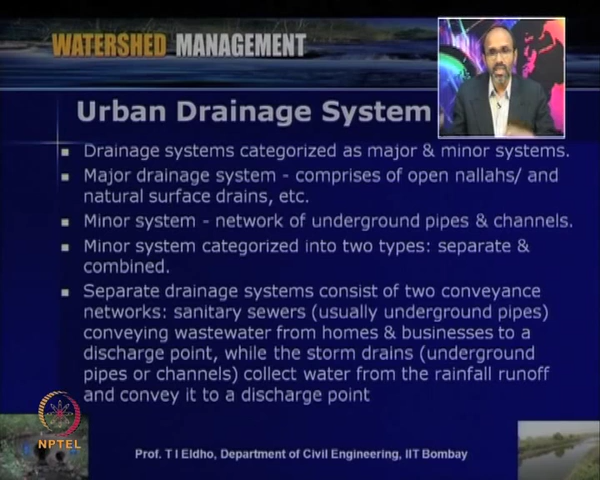 WATERSHED MANAGEMENT
Urban Drainage System
Drainage systems categorized as major & minor systems.
Major drainage system - comprises of open nallahs/ and
natural surface drains, etc.
Minor system - network of underground pipes & channels.
Minor system categorized into two types: separate &
combined.
Separate drainage systems consist of two conveyance
networks: sanitary sewers (usually underground pipes)
conveying wastewater from homes & businesses to a
discharge point, while the storm drains (underground
pipes or channels) collect water from the rainfall runoff
and convey it to a discharge point
NPTEL
Prof. T I Eldho, Department of Civil Engineering, IIT Bombay